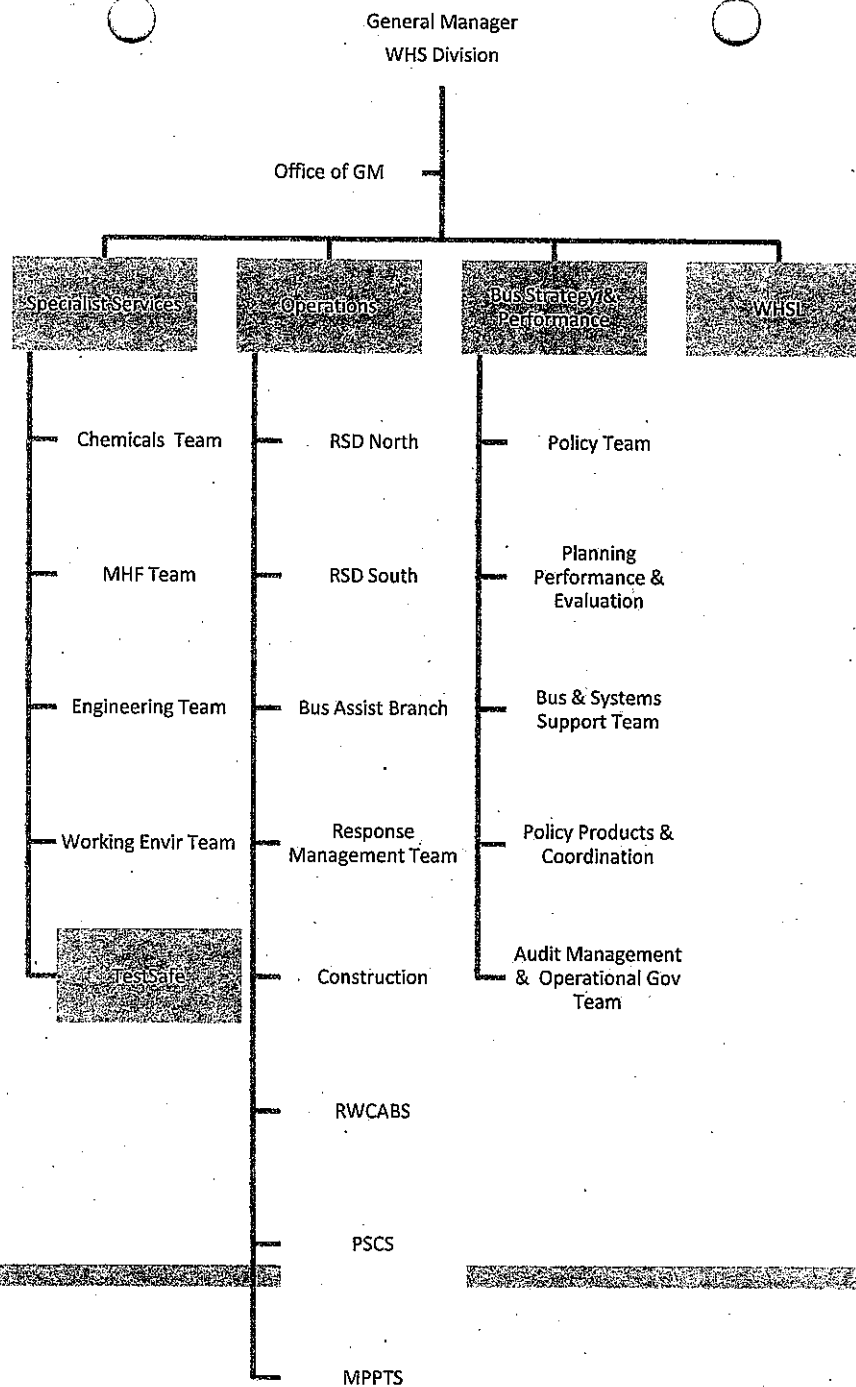 General Manager
WHS Division
Office of GM
Specialist Services
Operations
Bus Strategy &
Performance
WHSL
Chemicals Team
MHF Team
Engineering Team
Working Envir Team
TestSafe
RSD North
RSD South
Bus Assist Branch
Response
Management Team
Construction
RWCABS
PSCS
MPPTS
Policy Team
Planning
Performance &
Evaluation
Bus & Systems
Support Team
Policy Products &
Coordination
Audit Management
& Operational Gov
Team